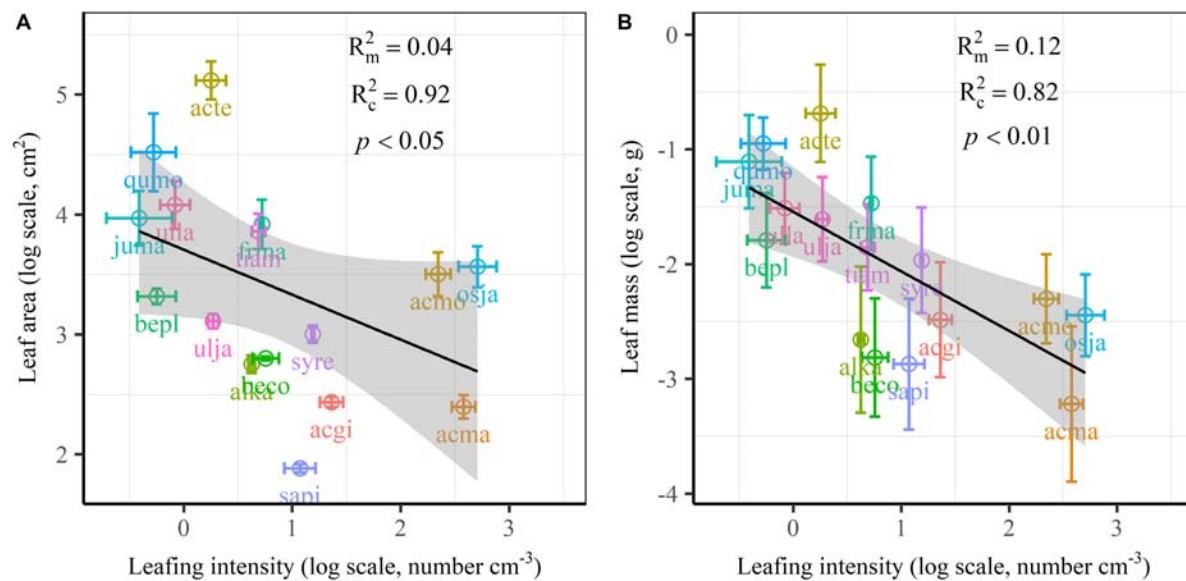 A
R²m = 0.04
R²c = 0.92
p < 0.05
5
4
3
2
0
1
2
3
Leaf area (log scale, cm²)
Leafing intensity (log scale, number cm⁻³)
acte
qumo
juma
ulla
frma
tiam
bepl
ulja
syre
alka
beco
acgi
sapi
acmo
osja
acma
B
R²m = 0.12
R²c = 0.82
p < 0.01
0
-1
-2
-3
-4
0
1
2
3
Leaf mass (log scale, g)
Leafing intensity (log scale, number cm⁻³)
acte
qumo
juma
ulla
ulja
frma
bepl
tiam
syre
alka
beco
sapi
acgi
acmo
osja
acma